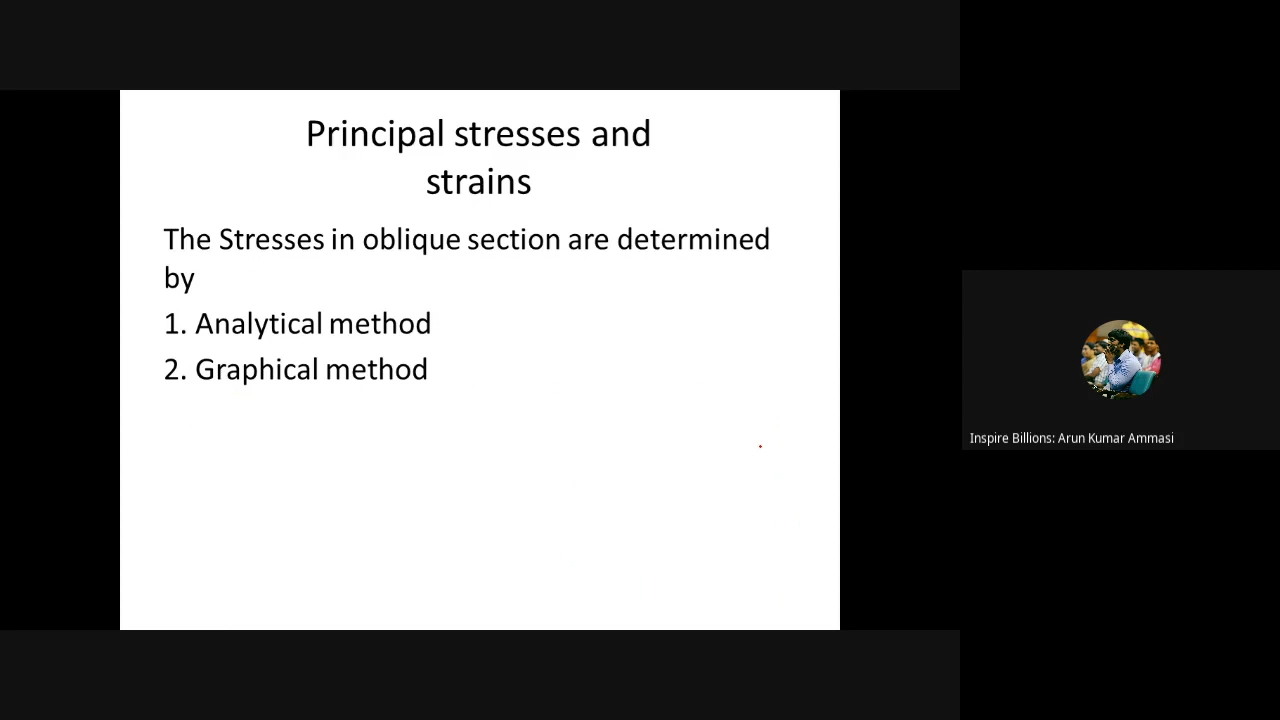 Principal stresses and
strains
The Stresses in oblique section are determined
by
1. Analytical method
2. Graphical method
Inspire Billions: Arun Kumar Ammasi